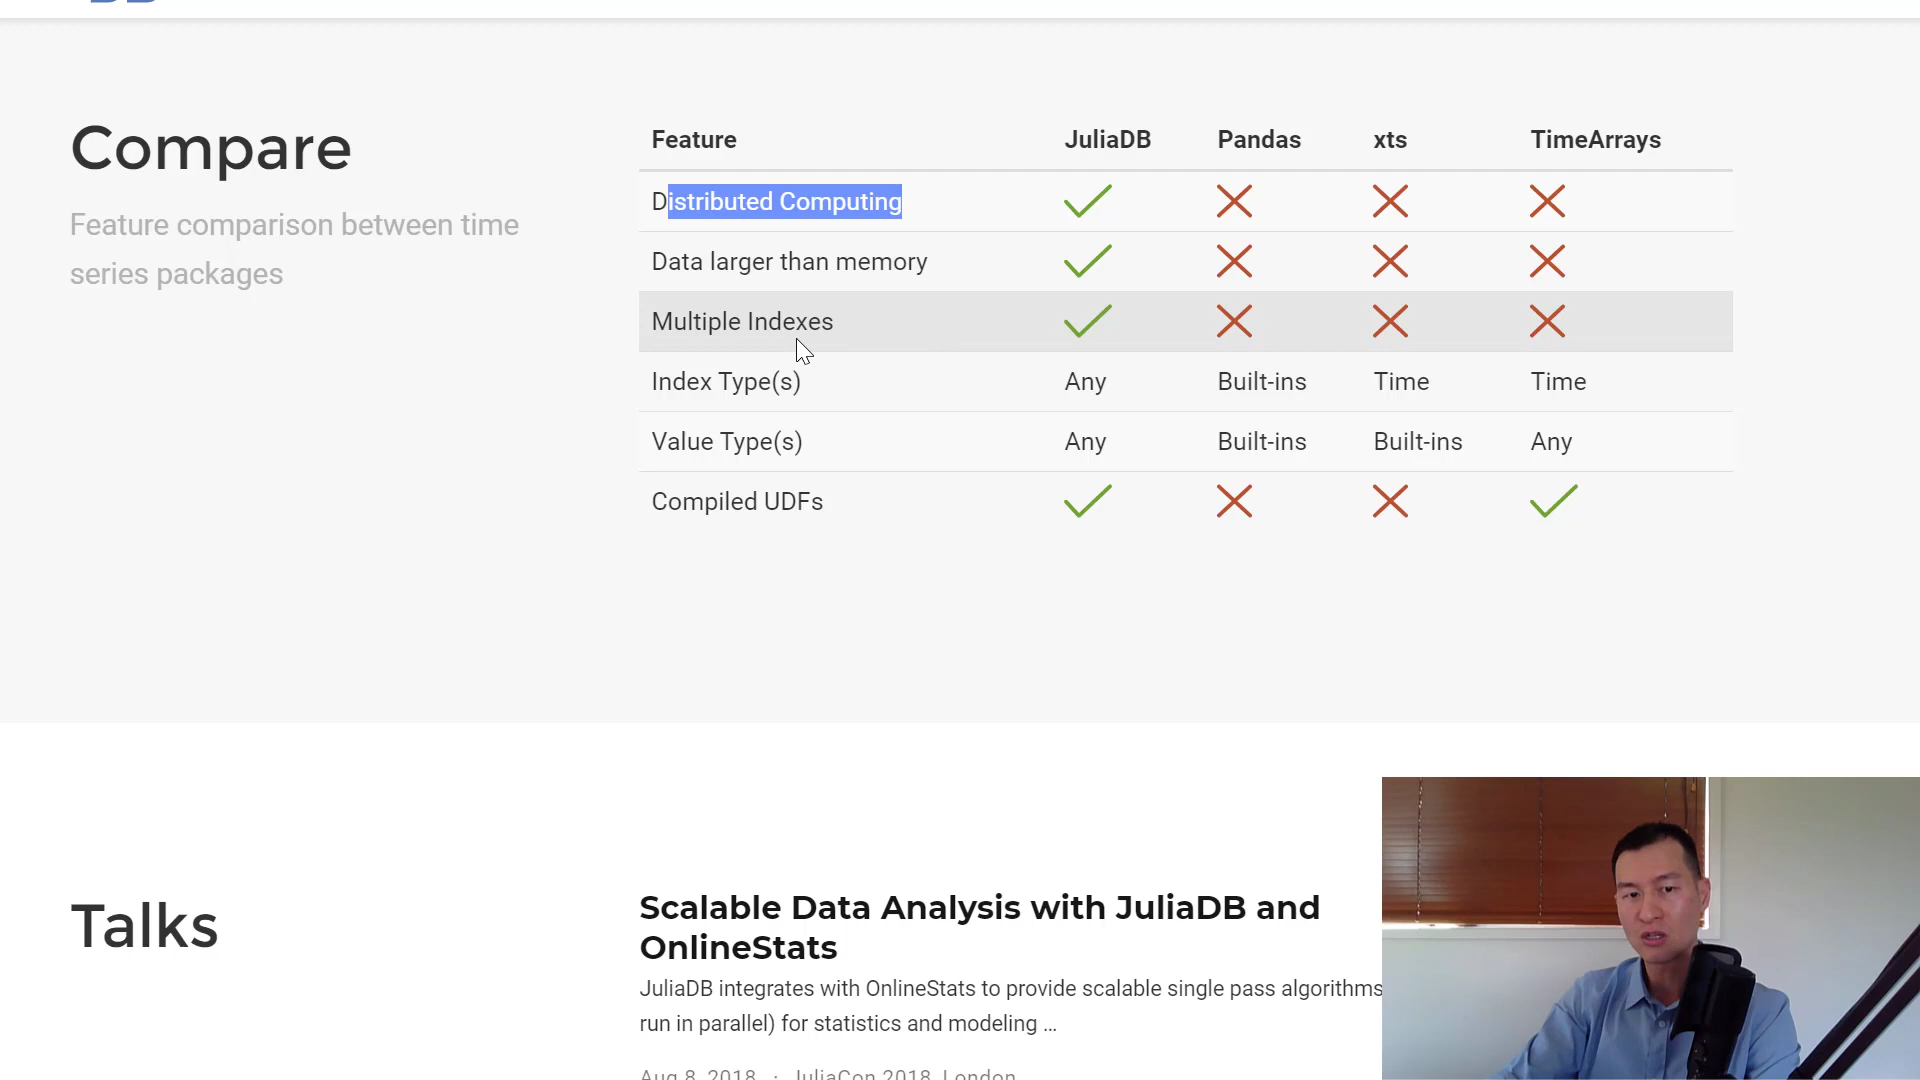 Compare
Feature comparison between time
series packages
Feature JuliaDB Pandas xts TimeArrays
Distributed Computing
Data larger than memory
Multiple Indexes
Index Type(s) Any Built-ins Time Time
Value Type(s) Any Built-ins Built-ins Any
Compiled UDFs
Talks
Scalable Data Analysis with JuliaDB and
OnlineStats
JuliaDB integrates with OnlineStats to provide scalable single pass algorithms
run in parallel) for statistics and modeling ...
Aug 8, 2018 · JuliaCon 2018, London